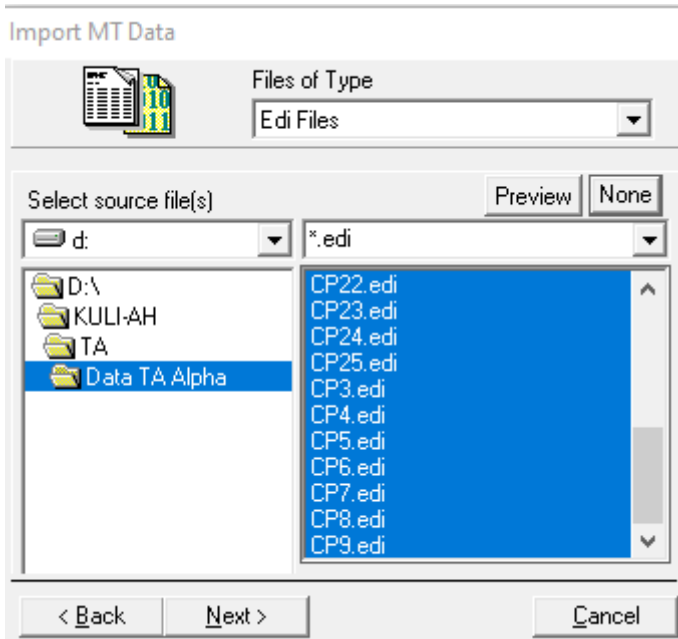 Import MT Data
Files of Type
Edi Files
Select source file(s)
Preview
None
d:
*.edi
D:\
KULI-AH
TA
Data TA Alpha
CP22.edi
CP23.edi
CP24.edi
CP25.edi
CP3.edi
CP4.edi
CP5.edi
CP6.edi
CP7.edi
CP8.edi
CP9.edi
< Back
Next >
Cancel